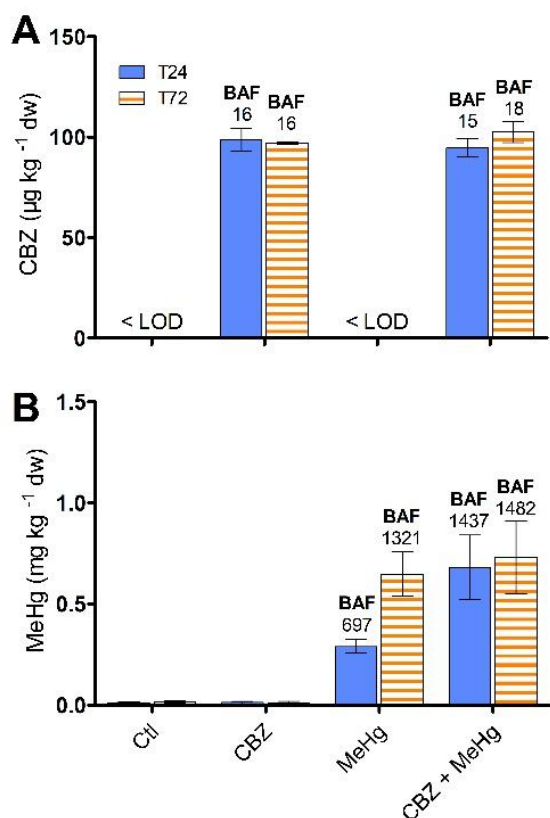 A
150
T24
T72
BAF
16
BAF
16
BAF
15
BAF
18
100
CBZ (µg kg⁻¹ dw)
50
< LOD
< LOD
0
B
1.5
BAF
1437
BAF
1482
BAF
1321
1.0
MeHg (mg kg⁻¹ dw)
BAF
697
0.5
0.0
Ctl
CBZ
MeHg
CBZ + MeHg